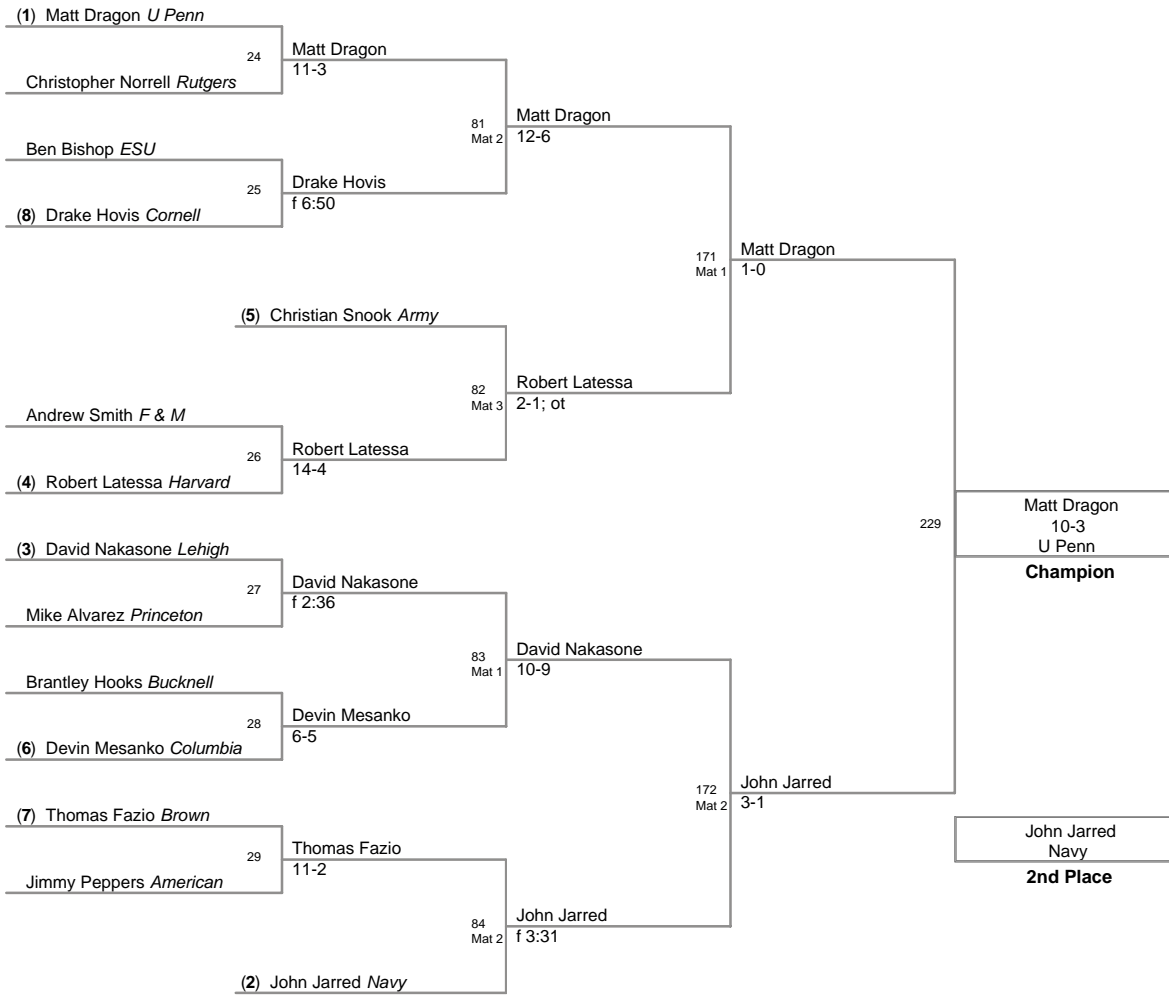 (1) Matt Dragon U Penn
24
Matt Dragon
11-3
Christopher Norrell Rutgers
81
Mat 2
Matt Dragon
12-6
Ben Bishop ESU
25
Drake Hovis
f 6:50
(8) Drake Hovis Cornell
171
Mat 1
Matt Dragon
1-0
(5) Christian Snook Army
82
Mat 3
Robert Latessa
2-1; ot
Andrew Smith F & M
26
Robert Latessa
14-4
(4) Robert Latessa Harvard
229
Matt Dragon
10-3
U Penn
Champion
(3) David Nakasone Lehigh
27
David Nakasone
f 2:36
Mike Alvarez Princeton
83
Mat 1
David Nakasone
10-9
Brantley Hooks Bucknell
28
Devin Mesanko
6-5
(6) Devin Mesanko Columbia
172
Mat 2
John Jarred
3-1
(7) Thomas Fazio Brown
29
Thomas Fazio
11-2
Jimmy Peppers American
84
Mat 2
John Jarred
f 3:31
(2) John Jarred Navy
John Jarred
Navy
2nd Place